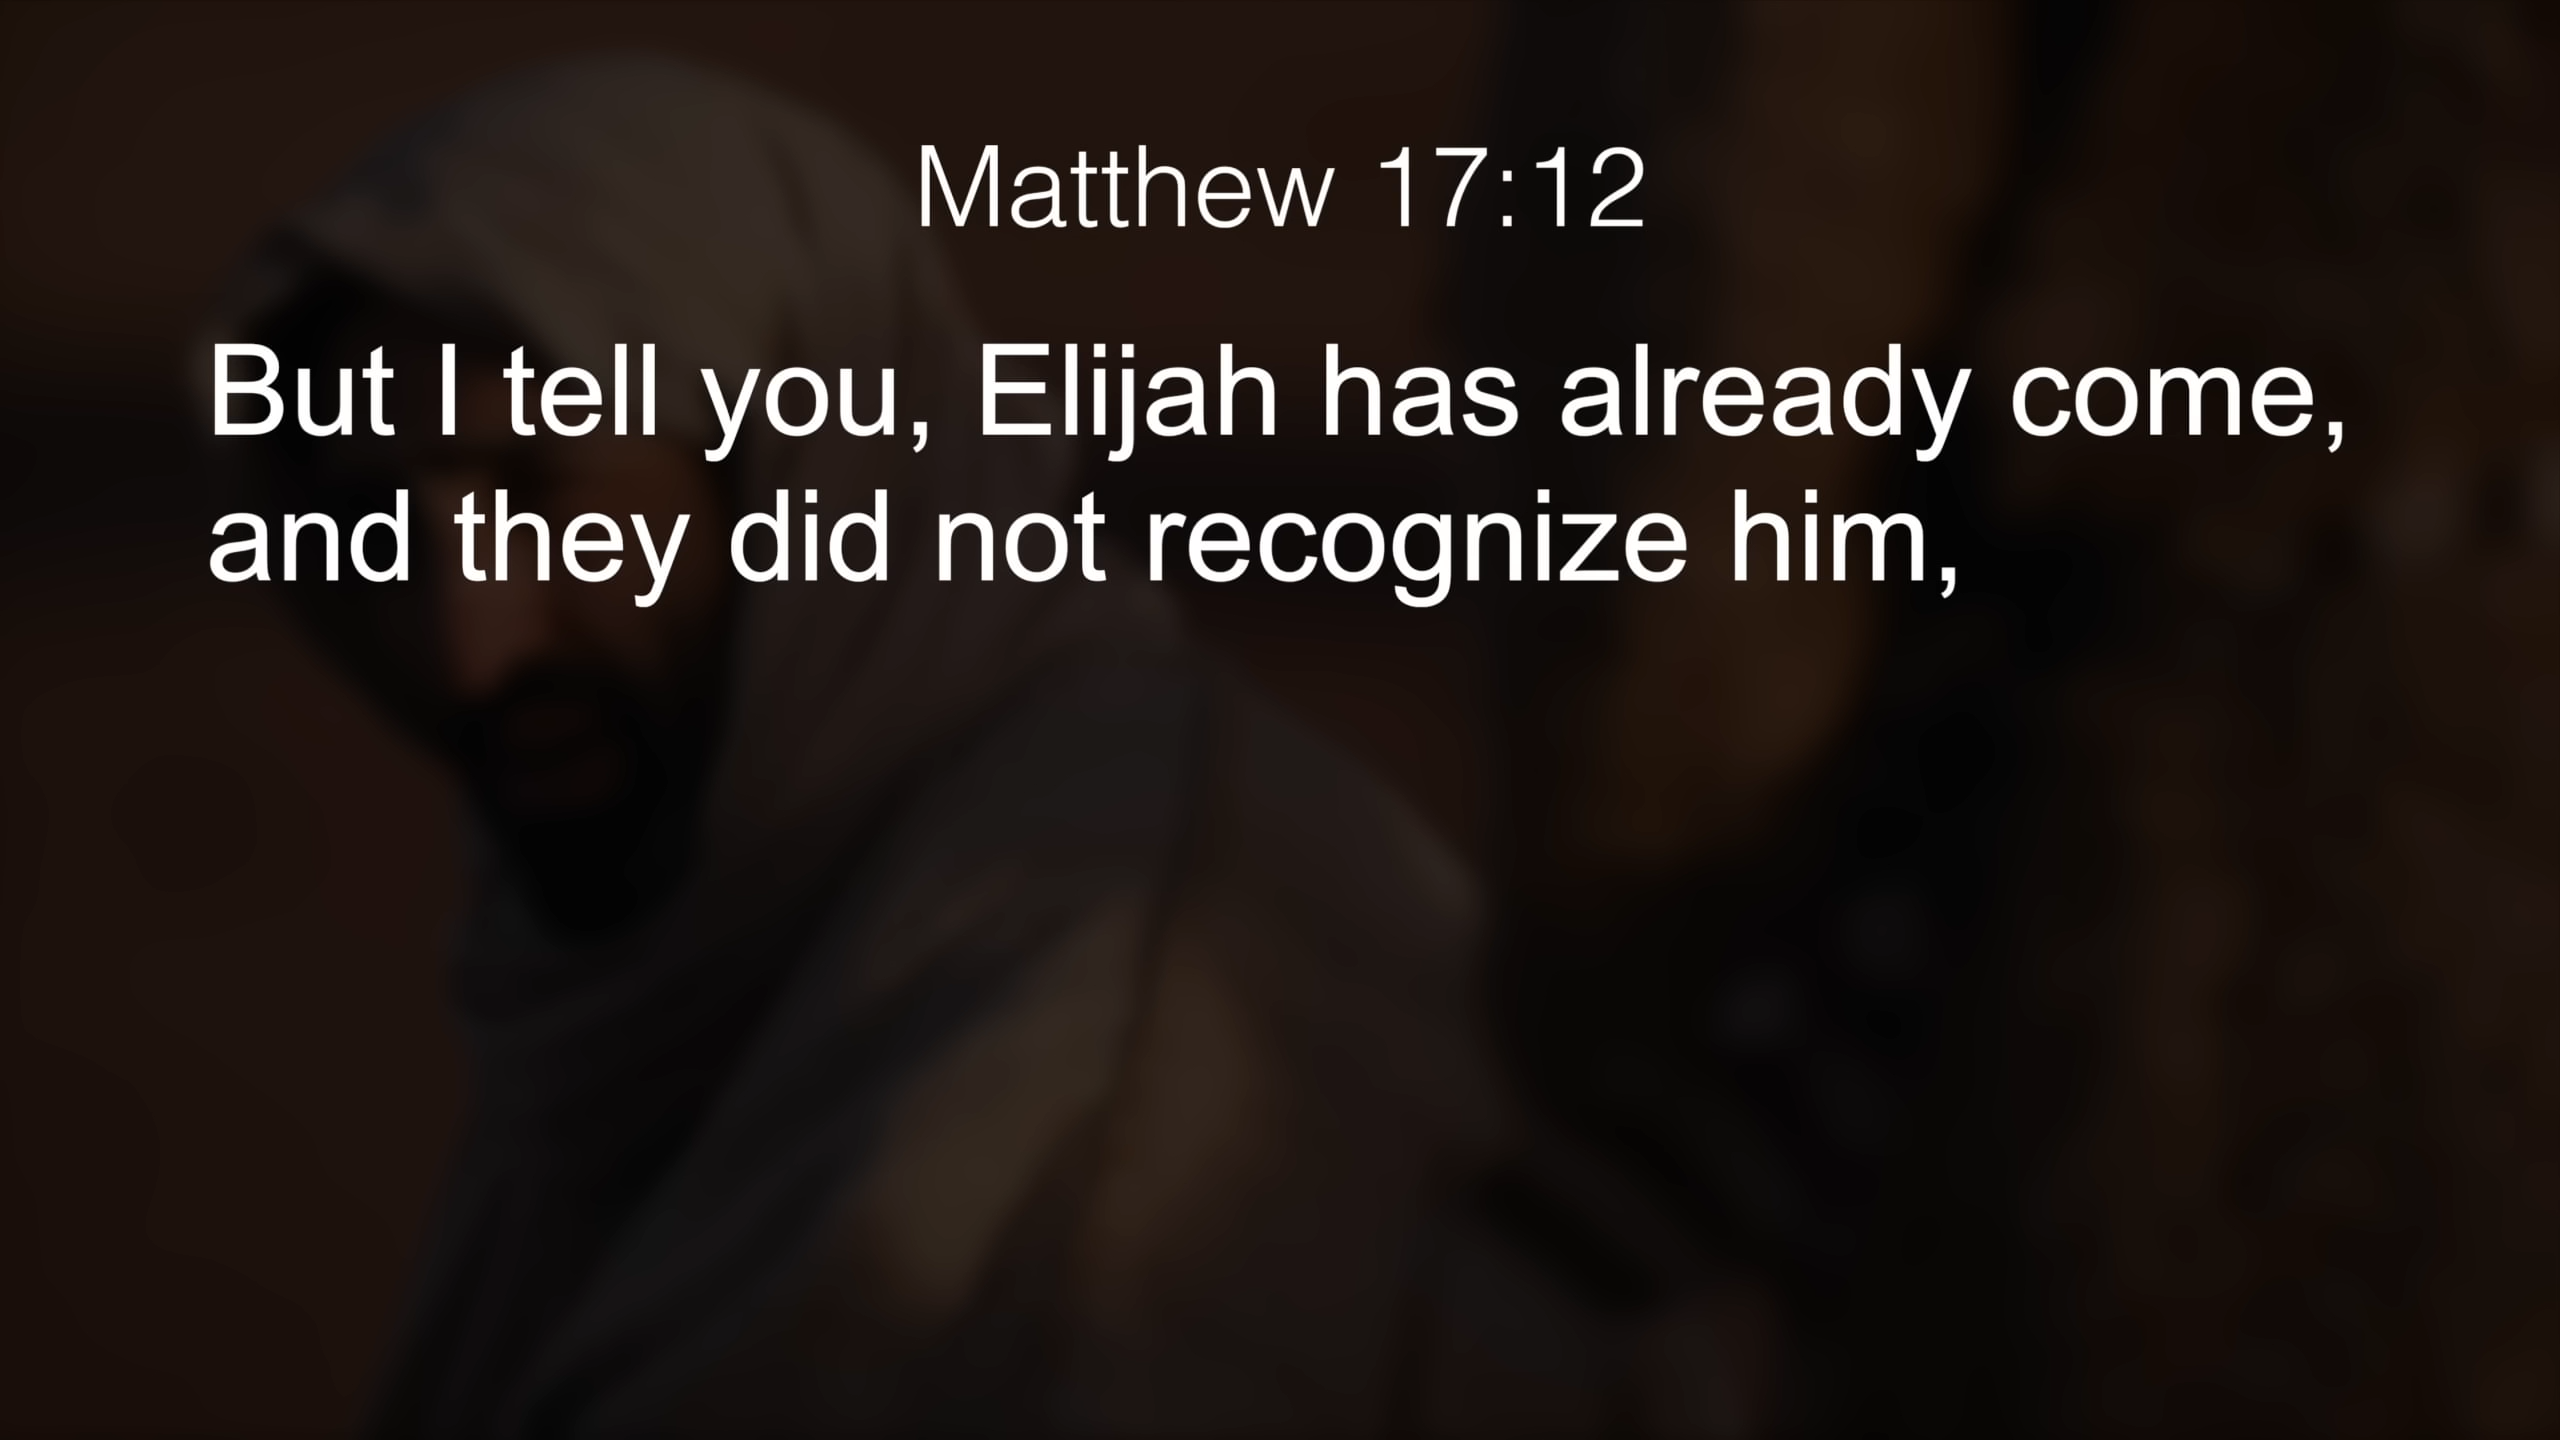 Matthew 17:12
But I tell you, Elijah has already come,
and they did not recognize him,